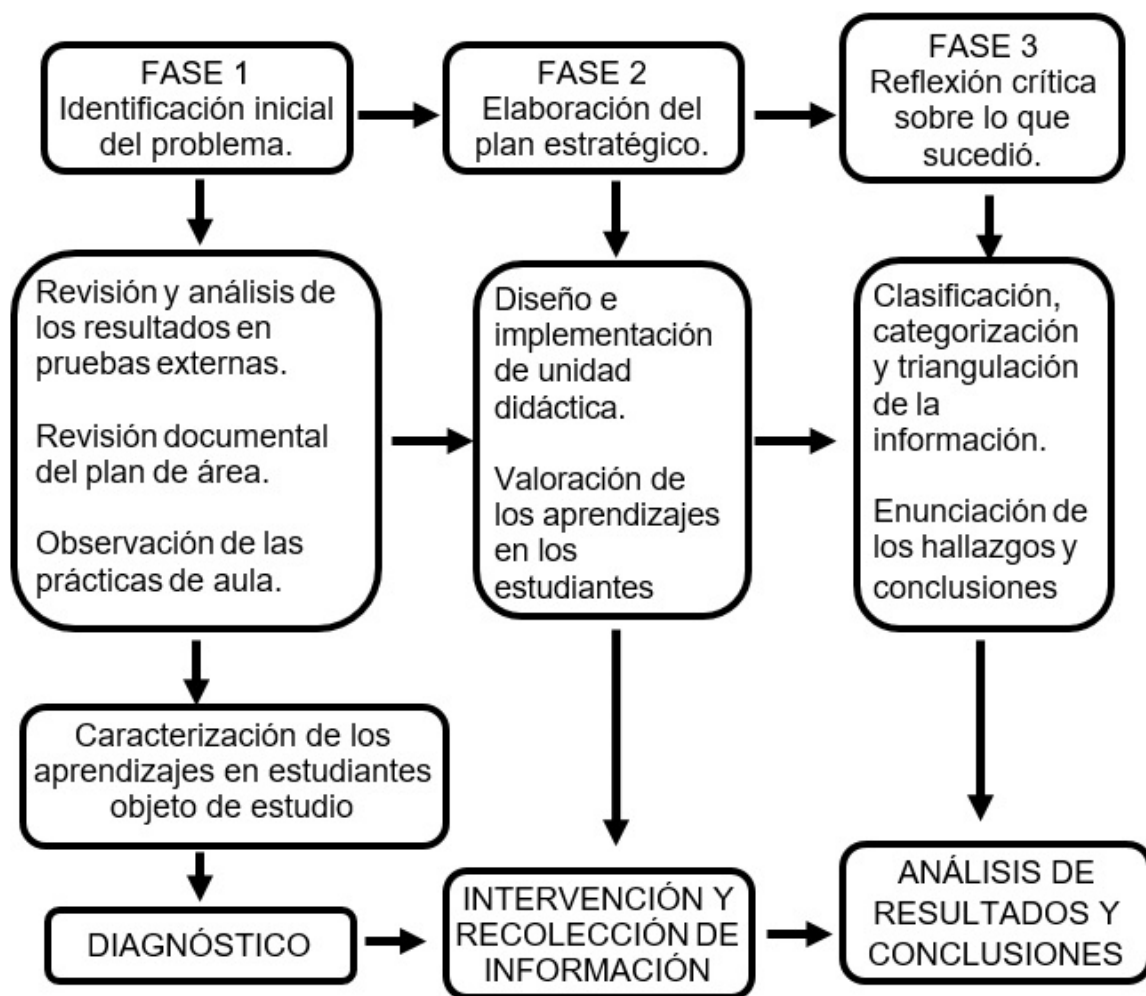 FASE 1
Identificación inicial
del problema.
FASE 2
Elaboración del
plan estratégico.
FASE 3
Reflexión crítica
sobre lo que
sucedió.
Revisión y análisis de
los resultados en
pruebas externas.
Revisión documental
del plan de área.
Observación de las
prácticas de aula.
Diseño e
implementación
de unidad
didáctica.
Valoración de
los aprendizajes
en los
estudiantes
Clasificación,
categorización
y triangulación
de la
información.
Enunciación de
los hallazgos y
conclusiones
Caracterización de los
aprendizajes en estudiantes
objeto de estudio
DIAGNÓSTICO
INTERVENCIÓN Y
RECOLECCIÓN DE
INFORMACIÓN
ANÁLISIS DE
RESULTADOS Y
CONCLUSIONES